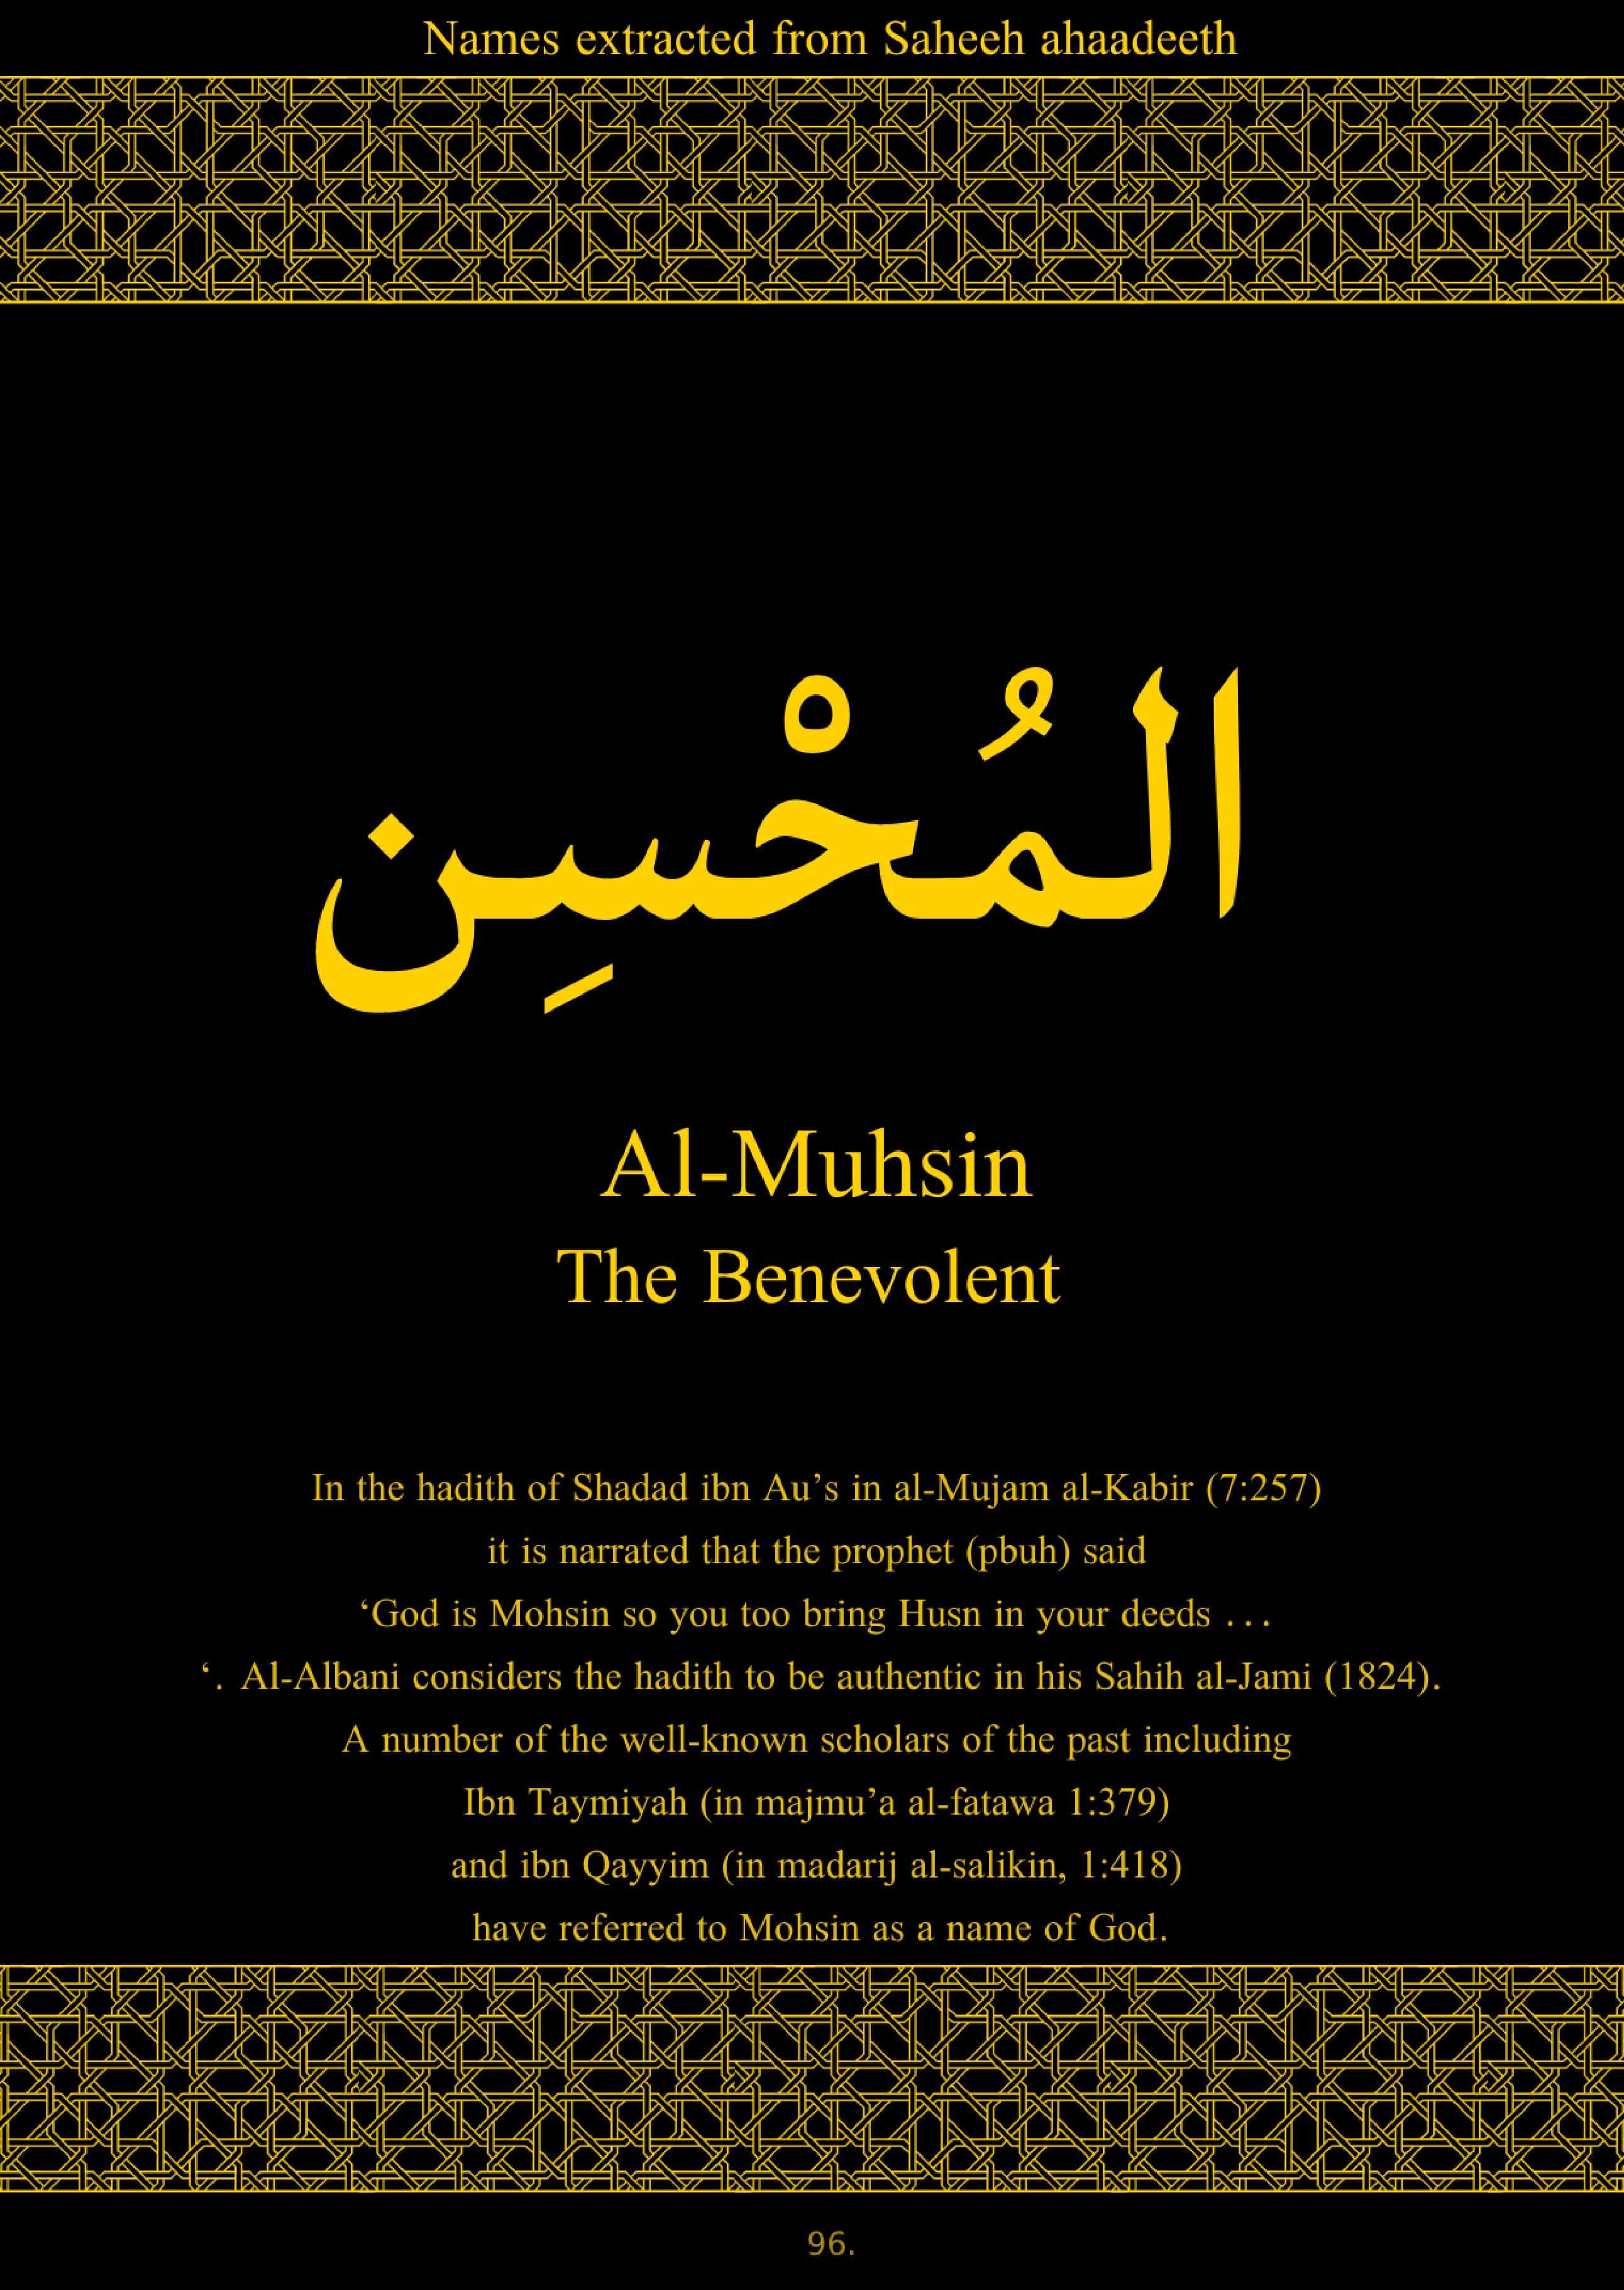 Names extracted from Saheeh ahaadeeth
المُحْسِن
Al-Muhsin
The Benevolent
In the hadith of Shadad ibn Au’s in al-Mujam al-Kabir (7:257)
it is narrated that the prophet (pbuh) said
‘God is Mohsin so you too bring Husn in your deeds . . .
‘. Al-Albani considers the hadith to be authentic in his Sahih al-Jami (1824).
A number of the well-known scholars of the past including
Ibn Taymiyah (in majmu’a al-fatawa 1:379)
and ibn Qayyim (in madarij al-salikin, 1:418)
have referred to Mohsin as a name of God.
96.